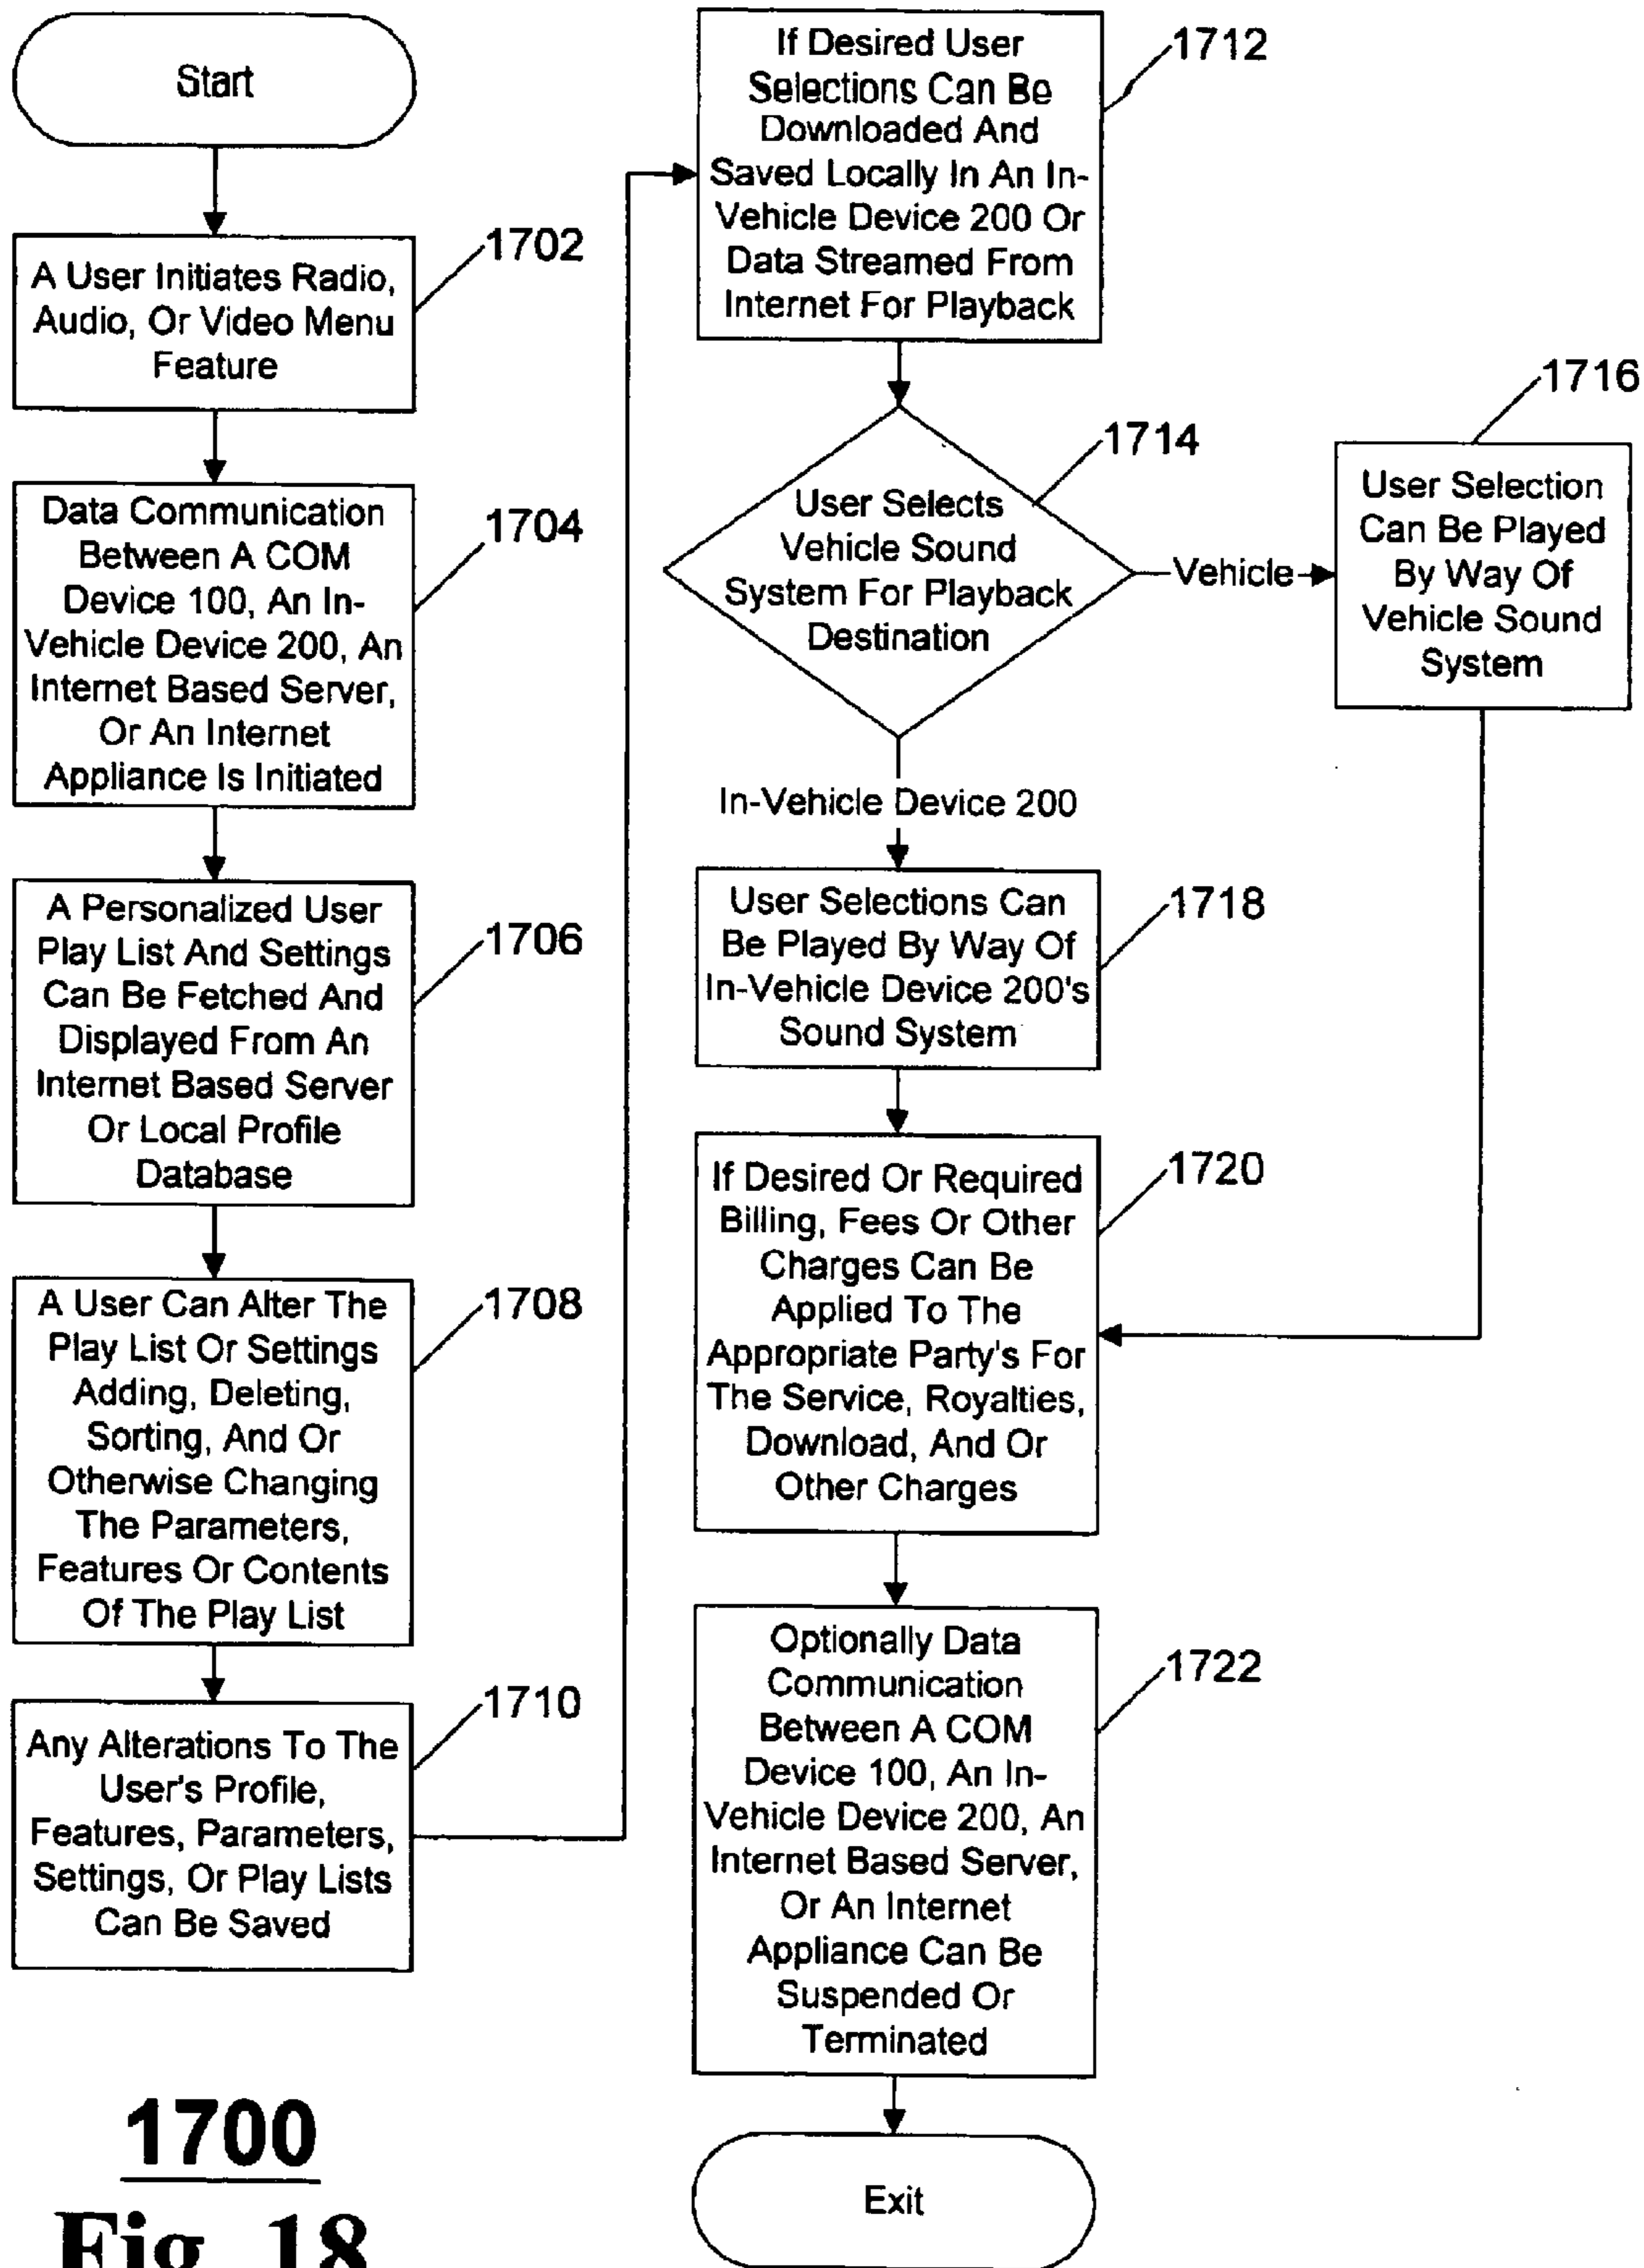 Start
1702
A User Initiates Radio,
Audio, Or Video Menu
Feature
1704
Data Communication
Between A COM
Device 100, An In-
Vehicle Device 200, An
Internet Based Server,
Or An Internet
Appliance Is Initiated
1706
A Personalized User
Play List And Settings
Can Be Fetched And
Displayed From An
Internet Based Server
Or Local Profile
Database
1708
A User Can Alter The
Play List Or Settings
Adding, Deleting,
Sorting, And Or
Otherwise Changing
The Parameters,
Features Or Contents
Of The Play List
1710
Any Alterations To The
User's Profile,
Features, Parameters,
Settings, Or Play Lists
Can Be Saved
1712
If Desired User
Selections Can Be
Downloaded And
Saved Locally In An In-
Vehicle Device 200 Or
Data Streamed From
Internet For Playback
1714
User Selects
Vehicle Sound
System For Playback
Destination
Vehicle
1716
User Selection
Can Be Played
By Way Of
Vehicle Sound
System
In-Vehicle Device 200
1718
User Selections Can
Be Played By Way Of
In-Vehicle Device 200's
Sound System
1720
If Desired Or Required
Billing, Fees Or Other
Charges Can Be
Applied To The
Appropriate Party's For
The Service, Royalties,
Download, And Or
Other Charges
1722
Optionally Data
Communication
Between A COM
Device 100, An In-
Vehicle Device 200, An
Internet Based Server,
Or An Internet
Appliance Can Be
Suspended Or
Terminated
Exit
1700
Fig. 18